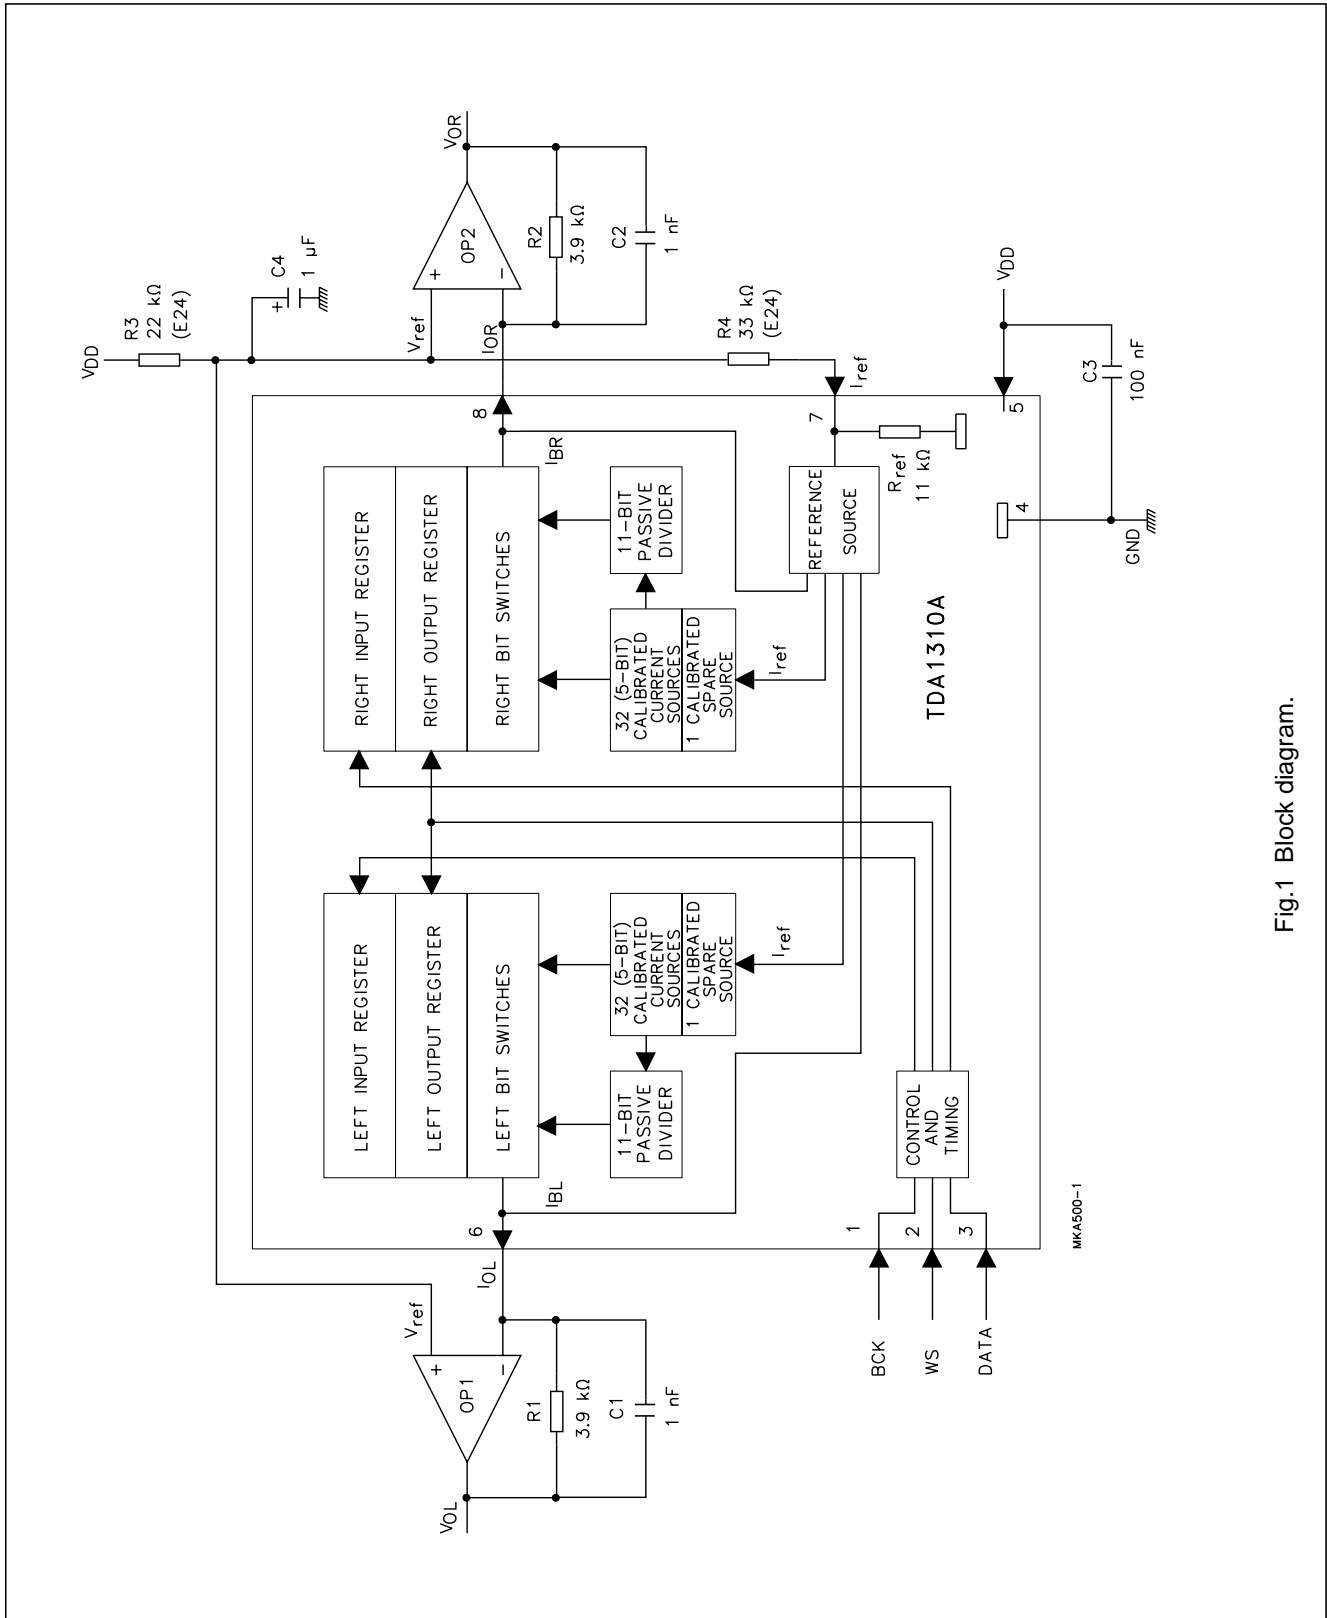 VDD
R3
22 kΩ
(E24)
C4
+
1 µF
VOR
OP2
+
−
R2
3.9 kΩ
C2
1 nF
Vref
IOR
R4
33 kΩ
(E24)
Iref
VDD
C3
100 nF
GND
8
7
5
4
IBR
RIGHT INPUT REGISTER
RIGHT OUTPUT REGISTER
RIGHT BIT SWITCHES
11−BIT
PASSIVE
DIVIDER
32 (5−BIT)
CALIBRATED
CURRENT
SOURCES
1 CALIBRATED
SPARE
SOURCE
Iref
REFERENCE
SOURCE
Rref
11 kΩ
TDA1310A
LEFT INPUT REGISTER
LEFT OUTPUT REGISTER
LEFT BIT SWITCHES
32 (5−BIT)
CALIBRATED
CURRENT
SOURCES
1 CALIBRATED
SPARE
SOURCE
Iref
11−BIT
PASSIVE
DIVIDER
IBL
6
IOL
Vref
OP1
+
−
R1
3.9 kΩ
C1
1 nF
VOL
CONTROL
AND
TIMING
1
2
3
BCK
WS
DATA
MKA500−1
Fig.1 Block diagram.